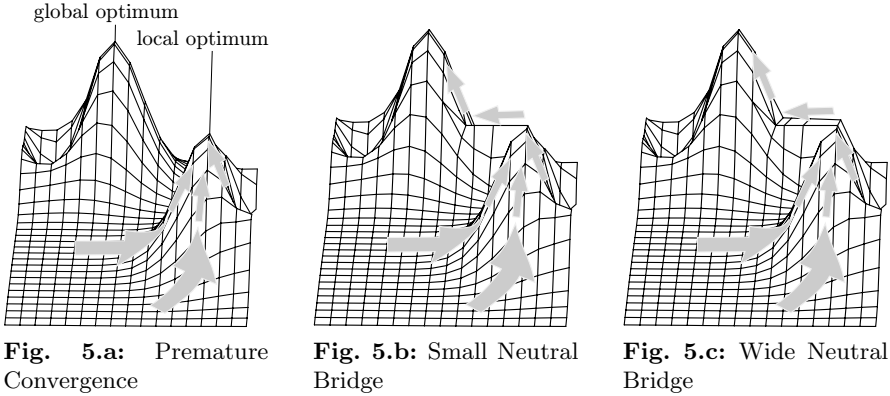 global optimum
local optimum
Fig. 5.a: Premature
Convergence
Fig. 5.b: Small Neutral
Bridge
Fig. 5.c: Wide Neutral
Bridge